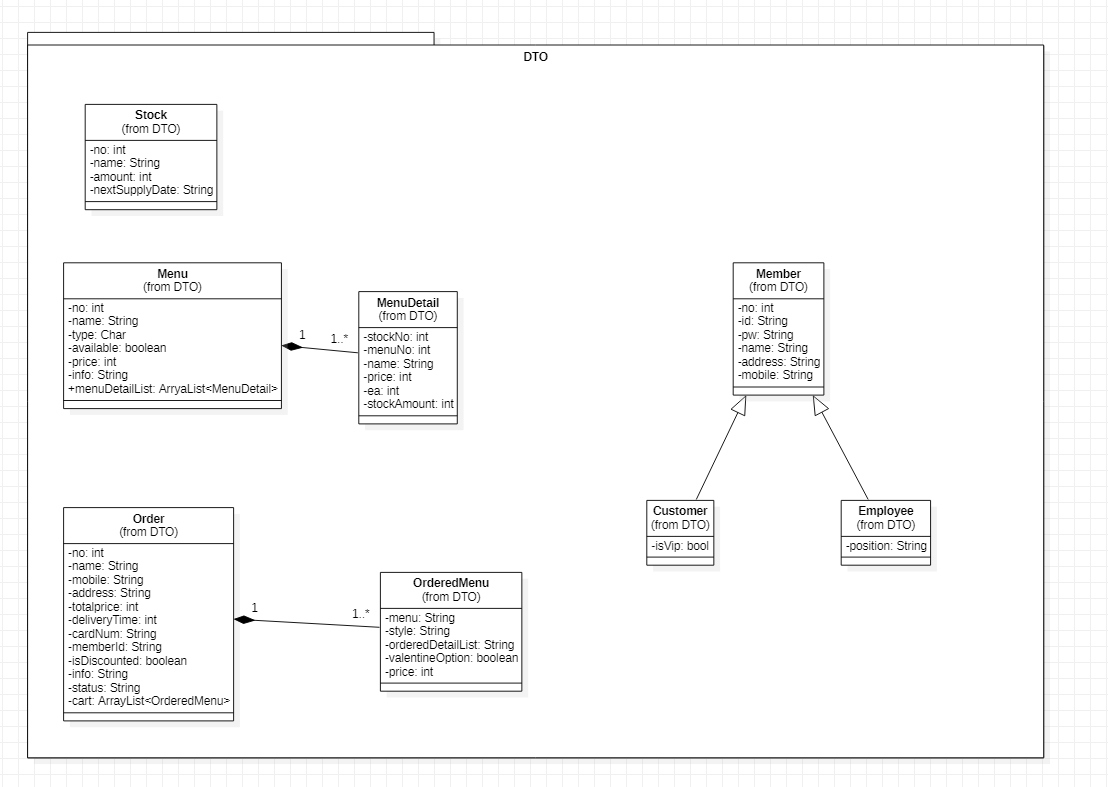 DTO
Stock
(from DTO)
-no: int
-name: String
-amount: int
-nextSupplyDate: String
Menu
(from DTO)
-no: int
-name: String
-type: Char
-available: boolean
-price: int
-info: String
+menuDetailList: ArryaList<MenuDetail>
1
1..*
MenuDetail
(from DTO)
-stockNo: int
-menuNo: int
-name: String
-price: int
-ea: int
-stockAmount: int
Member
(from DTO)
-no: int
-id: String
-pw: String
-name: String
-address: String
-mobile: String
Customer
(from DTO)
-isVip: bool
Employee
(from DTO)
-position: String
Order
(from DTO)
-no: int
-name: String
-mobile: String
-address: String
-totalprice: int
-deliveryTime: int
-cardNum: String
-memberId: String
-isDiscounted: boolean
-info: String
-status: String
-cart: ArrayList<OrderedMenu>
1
1..*
OrderedMenu
(from DTO)
-menu: String
-style: String
-orderedDetailList: String
-valentineOption: boolean
-price: int